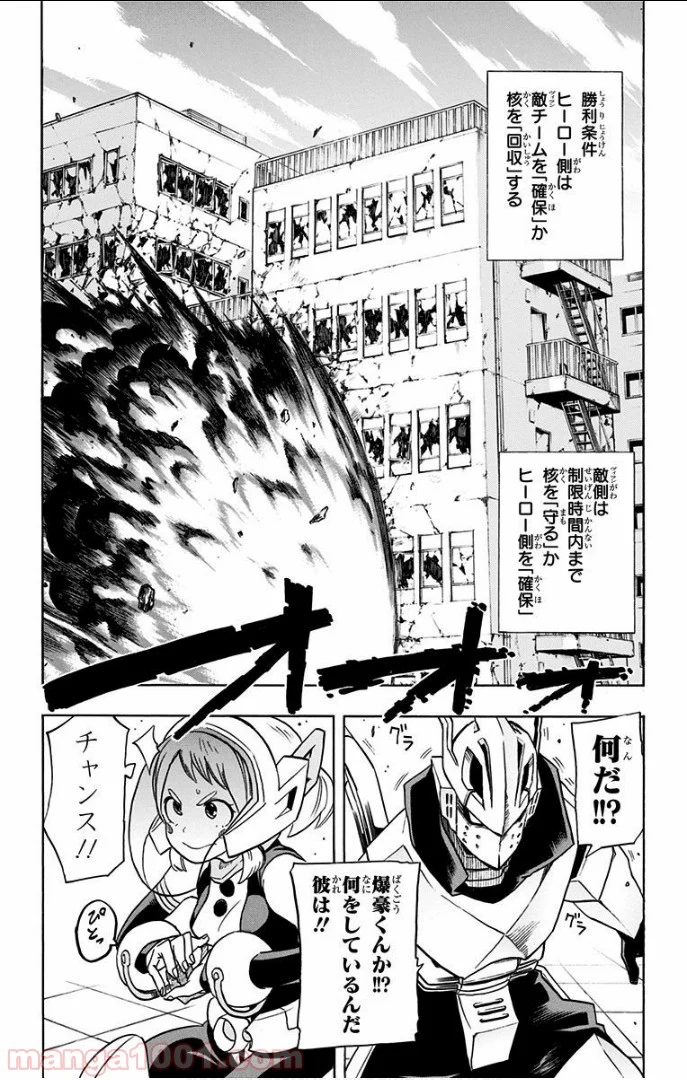 勝利条件
ヒーロー側は
敵チームを「確保」か
核を「回収」する
敵側は
制限時間内まで
核を「守る」か
ヒーロー側を「確保」
何だ!!?
グラ
グラ
爆豪くんか!!?
何をしているんだ
彼は!!
チャンス!!
ぴとっ
manga1001.com